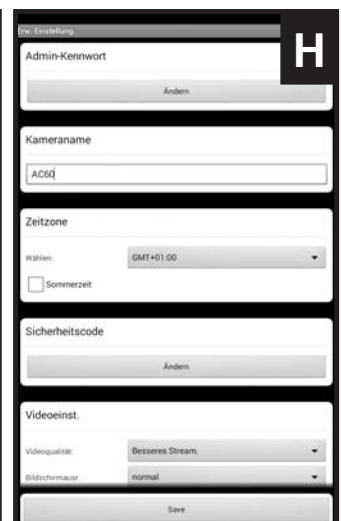 Erw. Einstellung.
H
Admin-Kennwort
Ändern
Kameraname
AC60
Zeitzone
Wählen: GMT+01:00
Sommerzeit
Sicherheitscode
Ändern
Videoeinst.
Videoqualität: Besseres Stream.
Bildschirmausr. normal
Save